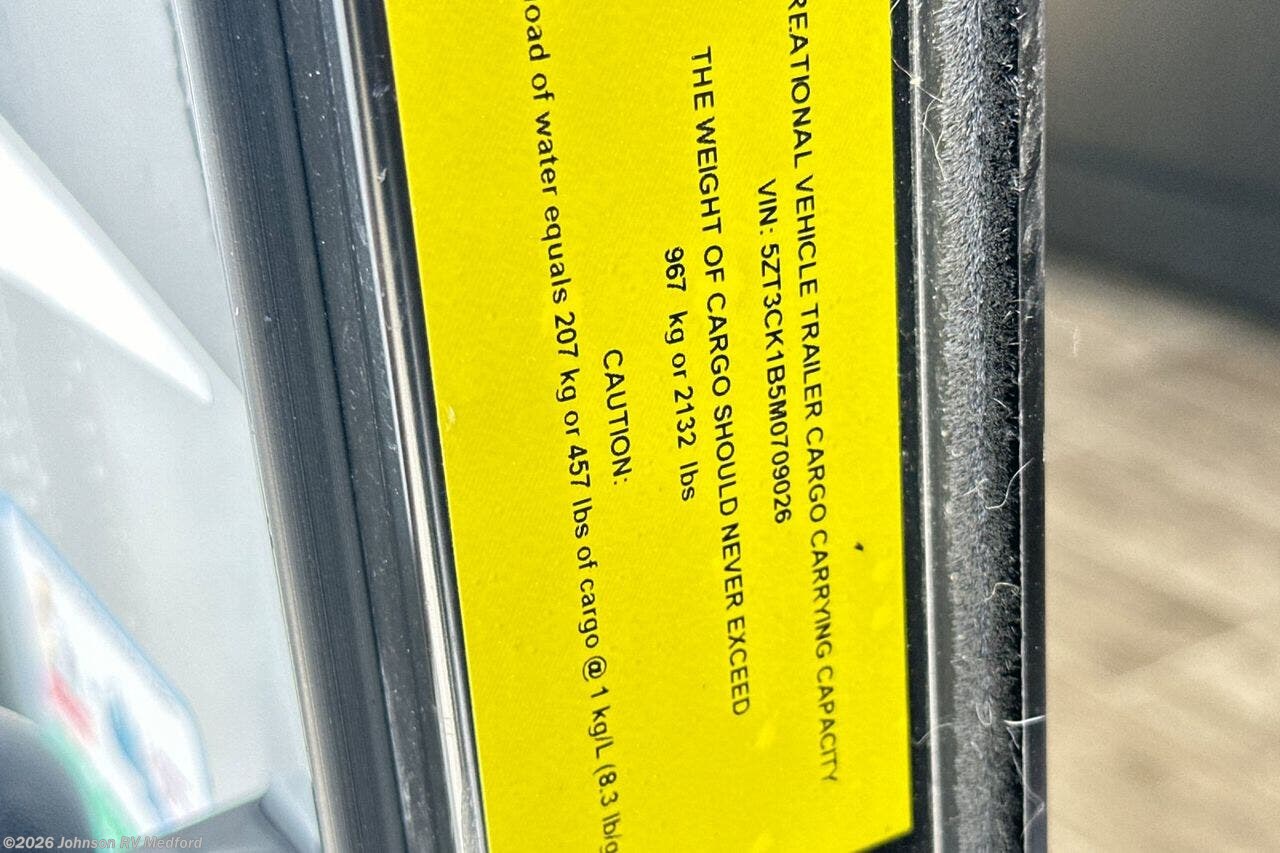 REATIONAL VEHICLE TRAILER CARGO CARRYING CAPACITY
VIN: 5ZT3CK1B5M0709026
THE WEIGHT OF CARGO SHOULD NEVER EXCEED
967 kg or 2132 lbs
CAUTION:
load of water equals 207 kg or 457 lbs of cargo @ 1 kg/L (8.3 lb/g
©2026 Johnson RV Medford